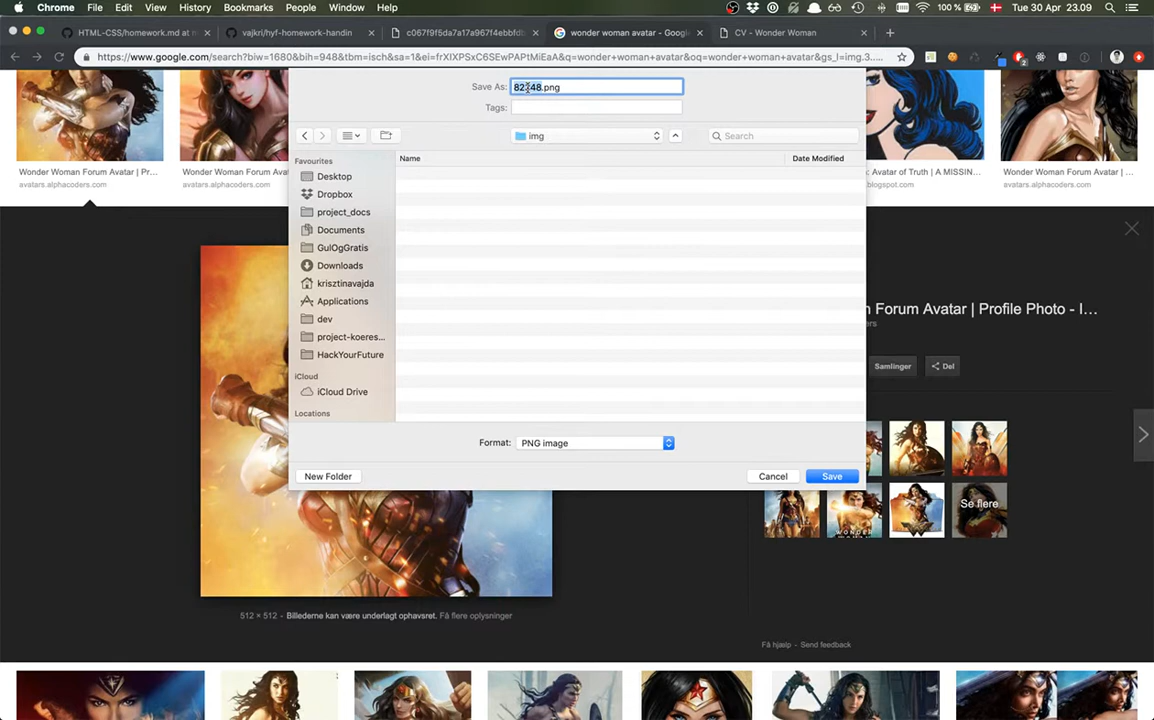 Chrome File Edit View History Bookmarks People Window Help 100 % Tue 30 Apr 23.09
HTML-CSS/homework.md at m
vajkri/hyf-homework-handin
c067f9f5da7a17a967f4ebbfdb
wonder woman avatar - Google
CV - Wonder Woman
https://www.google.com/search?biw=1680&bih=948&tbm=isch&sa=1&ei=frXIXPSxC6SEwPAPtMiEaA&q=wonder+woman+avatar&oq=wonder+woman+avatar&gs_l=img.3....
Save As: 82348.png
Tags:
img
Search
Favourites
Name
Date Modified
Desktop
Dropbox
project_docs
Documents
GulOgGratis
Downloads
krisztinavajda
Applications
dev
project-koeres...
HackYourFuture
iCloud
iCloud Drive
Locations
Format: PNG image
New Folder
Cancel
Save
Wonder Woman Forum Avatar | Pr...
avatars.alphacoders.com
Wonder Woman Forum Avat
avatars.alphacoders.com
: Avatar of Truth | A MISSIN...
blogspot.com
Wonder Woman Forum Avatar | ...
avatars.alphacoders.com
n Forum Avatar | Profile Photo - I...
ers
Samlinger
Del
Se flere
512 × 512 - Billederne kan være underlagt ophavsret. Få flere oplysninger
Få hjælp - Send feedback